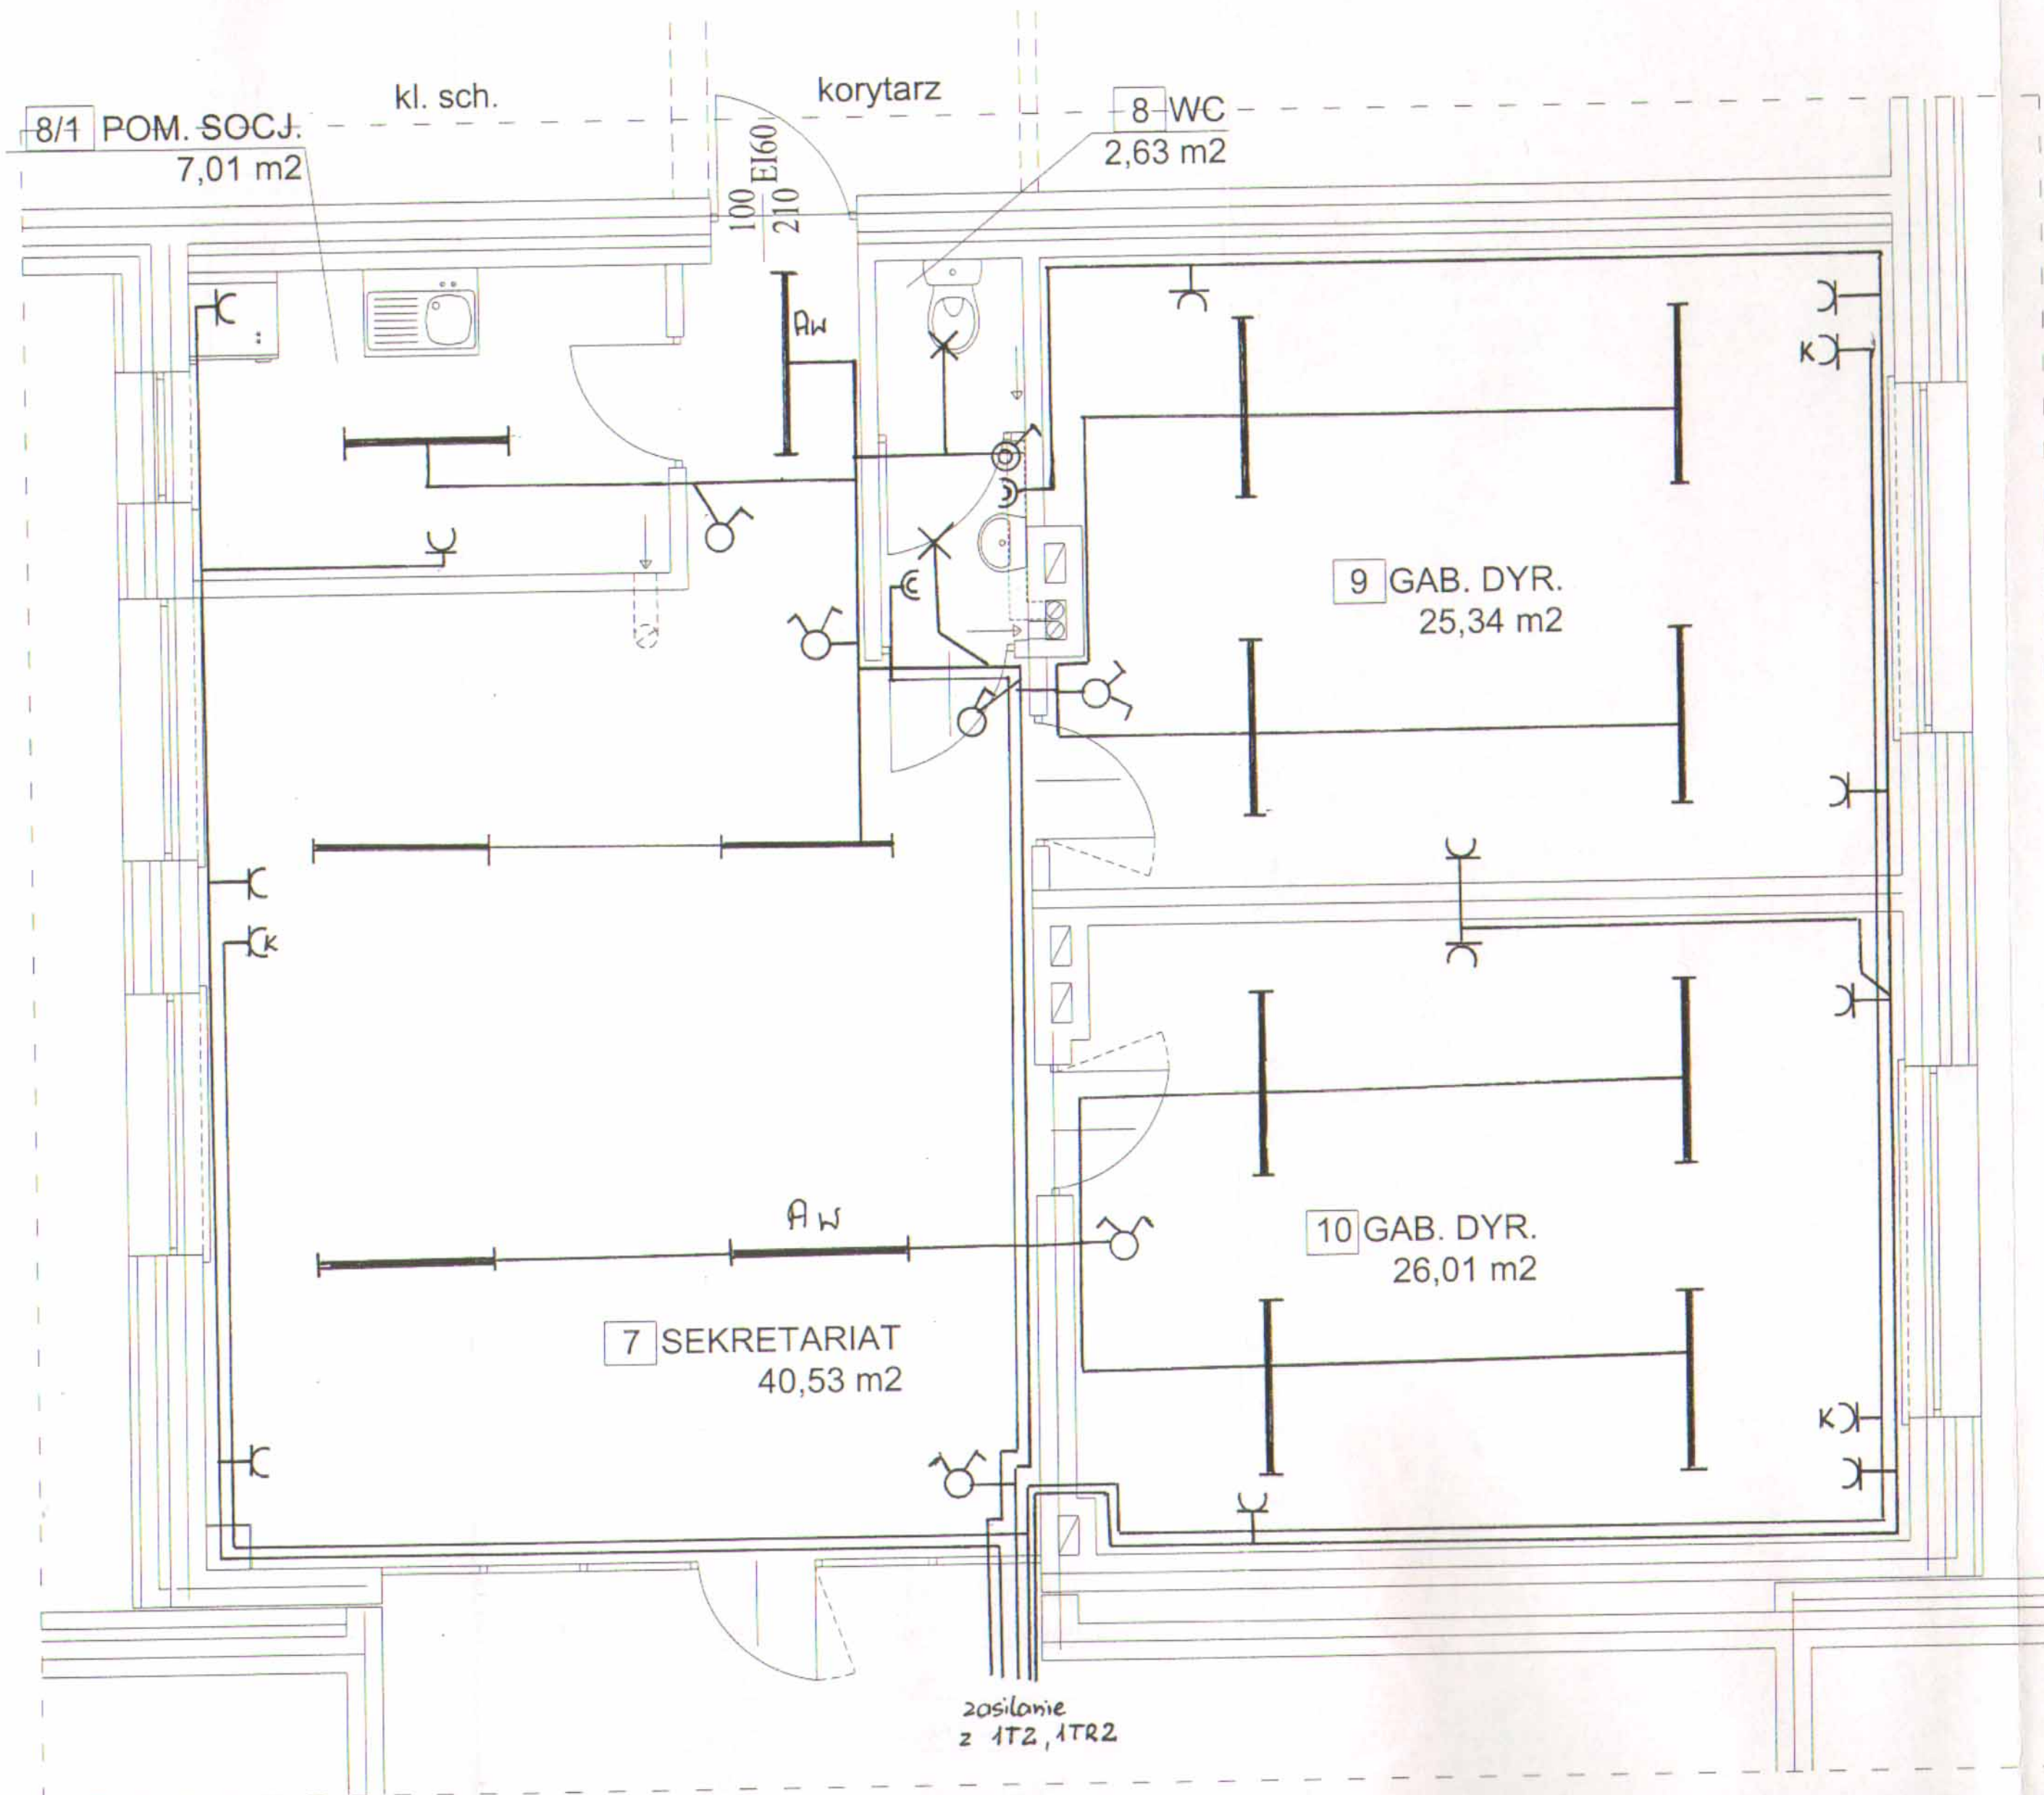 kl. sch.
korytarz
8/1 POM. SOCJ.
7,01 m2
8 WC
2,63 m2
100
210
EI60
Aw
K
9 GAB. DYR.
25,34 m2
K
Aw
10 GAB. DYR.
26,01 m2
7 SEKRETARIAT
40,53 m2
K
zasilanie
z 1T2, 1TR2